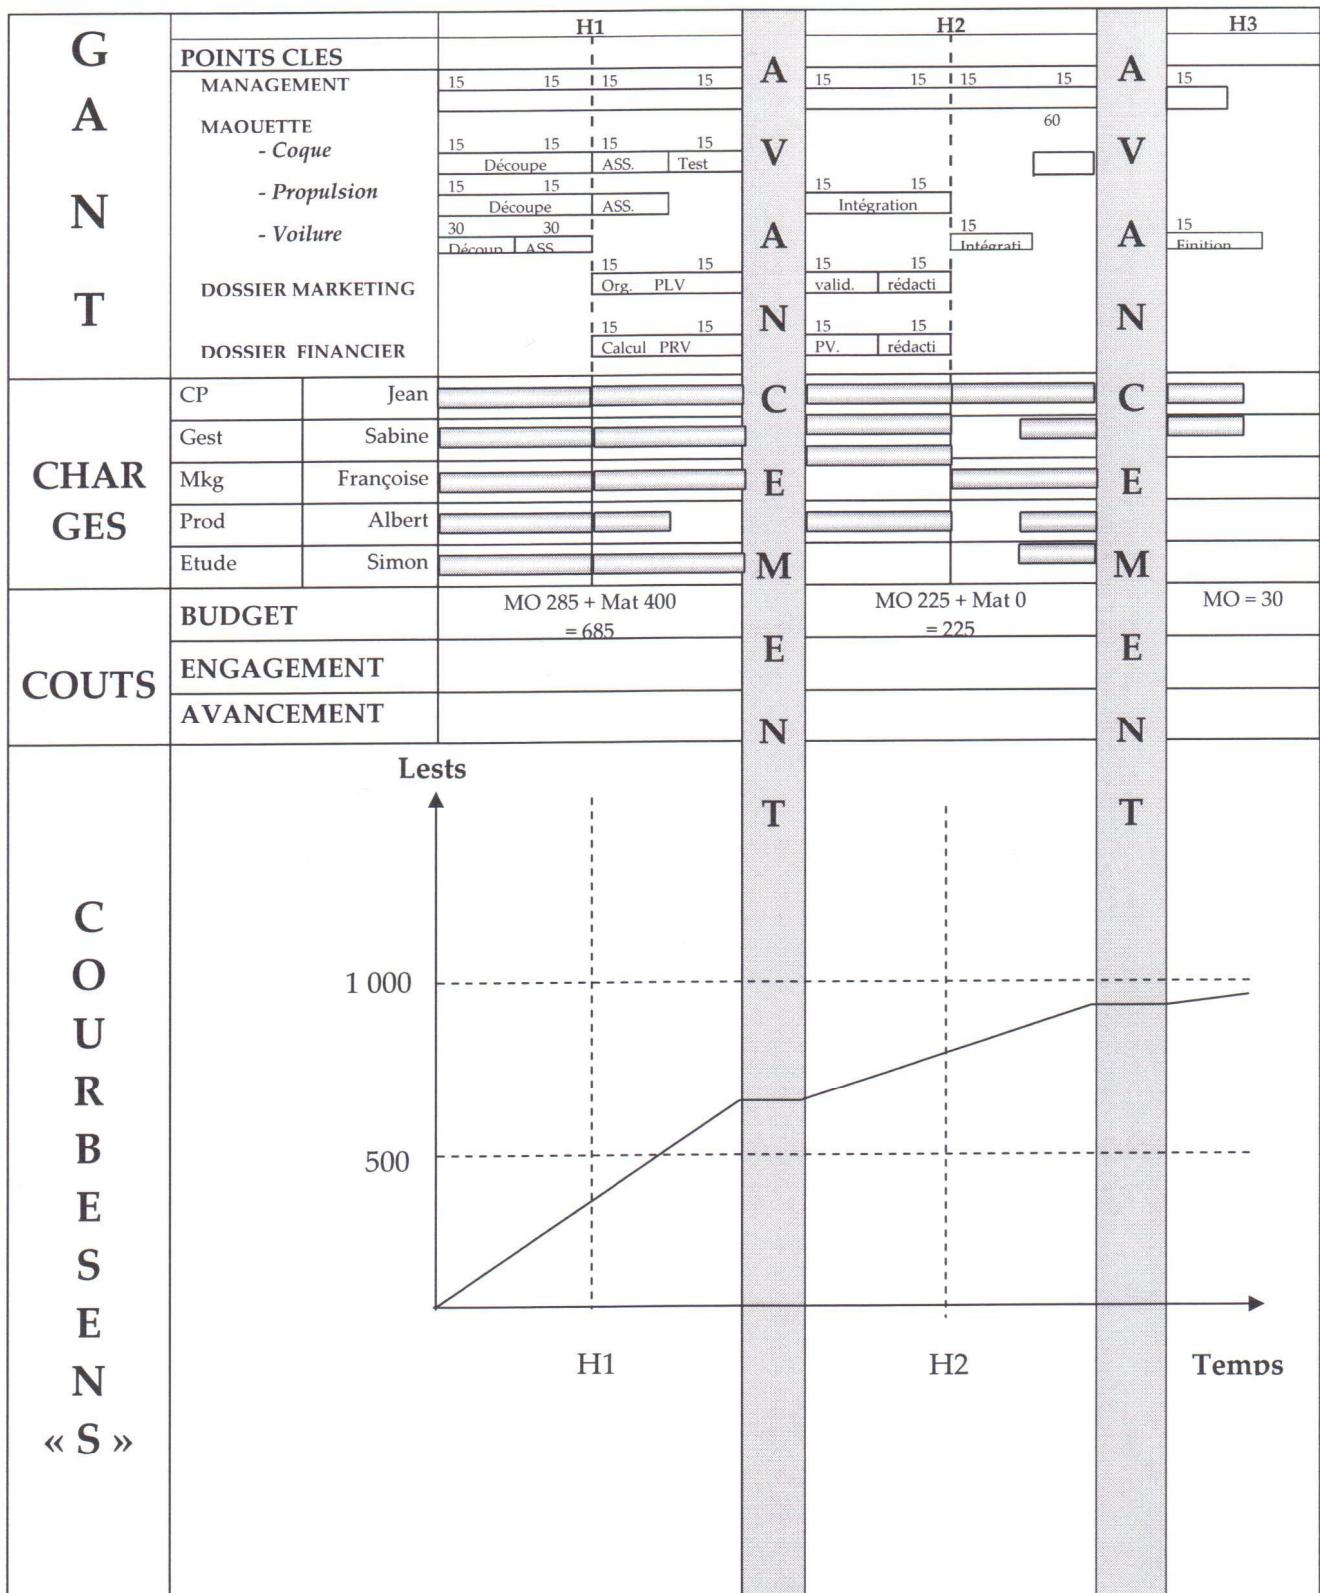 H1 H2 H3
G
A
N
T
POINTS CLES
MANAGEMENT 15 15 15 15 15 15 15 15 15
MAQUETTE 60
- Coque 15 15 15 15
Découpe ASS. Test
- Propulsion 15 15 15 15
Découpe ASS. Intégration
- Voilure 30 30 15 15
Découp ASS Intégrati Finition
15 15 15 15
DOSSIER MARKETING Org. PLV valid. rédacti
15 15 15 15
DOSSIER FINANCIER Calcul PRV PV. rédacti
A
V
A
N
C
E
M
E
N
T
A
V
A
N
C
E
M
E
N
T
CHAR
GES
CP Jean
Gest Sabine
Mkg Françoise
Prod Albert
Etude Simon
COUTS
BUDGET MO 285 + Mat 400 MO 225 + Mat 0 MO = 30
= 685 = 225
ENGAGEMENT
AVANCEMENT
C
O
U
R
B
E
S
E
N
« S »
Lests
1 000
500
H1 H2 Temps